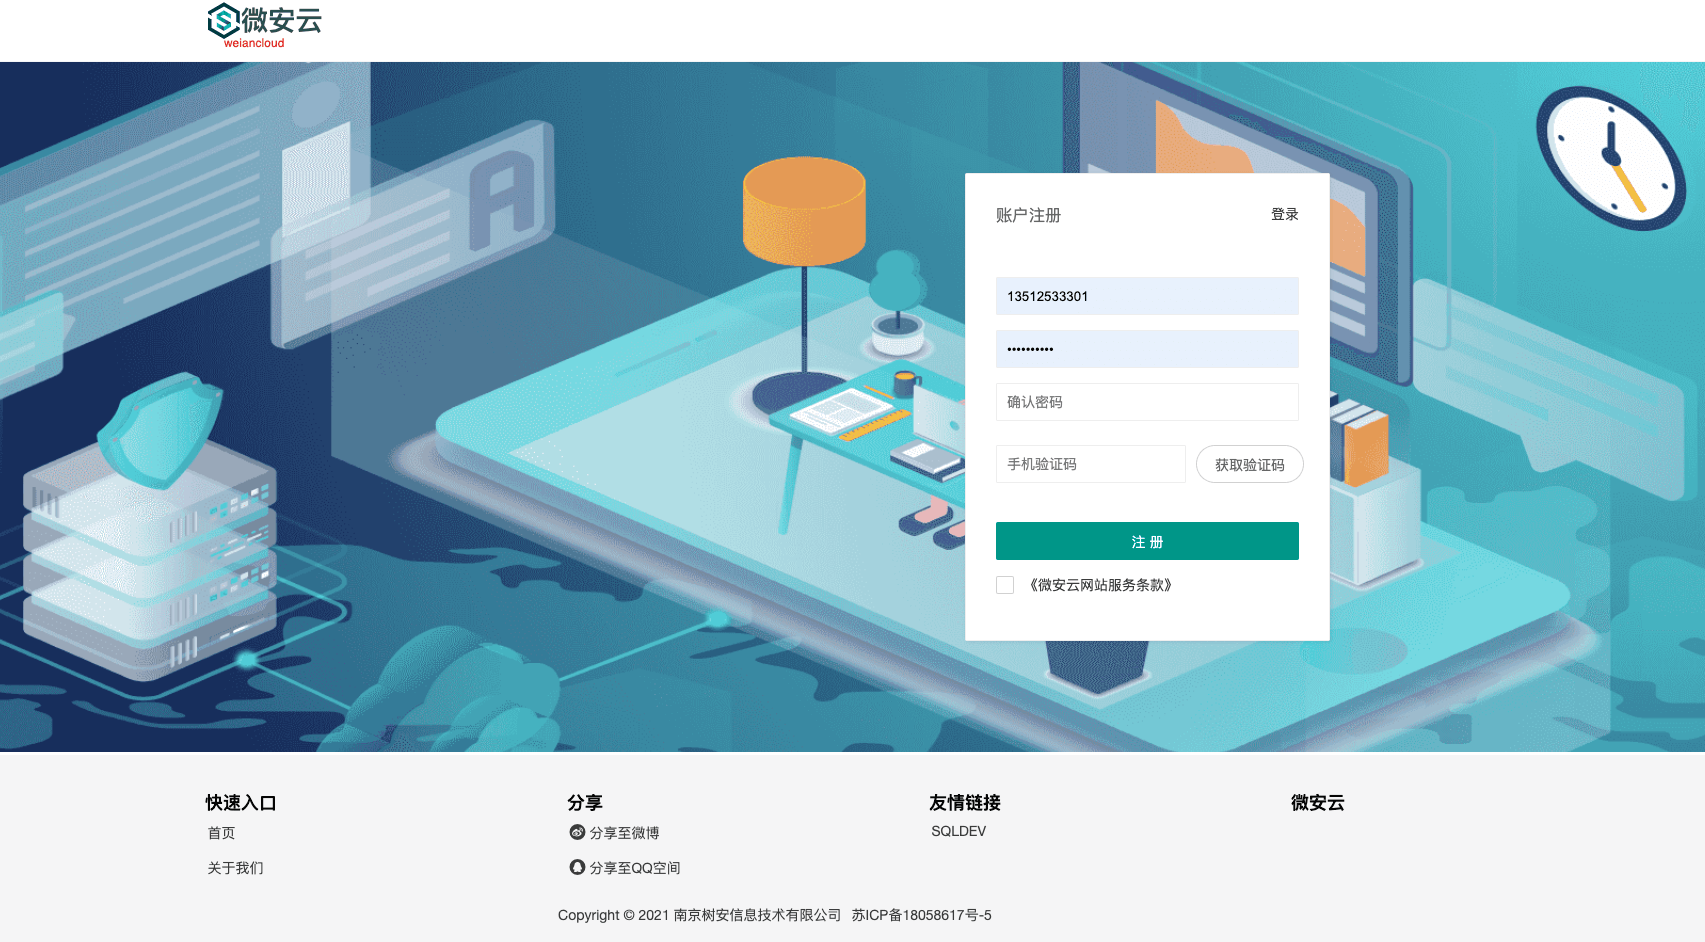 微安云
weiancloud
A
账户注册 登录
13512533301
••••••••••
确认密码
手机验证码 获取验证码
注 册
《微安云网站服务条款》
快速入口 分享 友情链接 微安云
首页 分享至微博 SQLDEV
关于我们 分享至QQ空间
Copyright © 2021 南京树安信息技术有限公司 苏ICP备18058617号-5